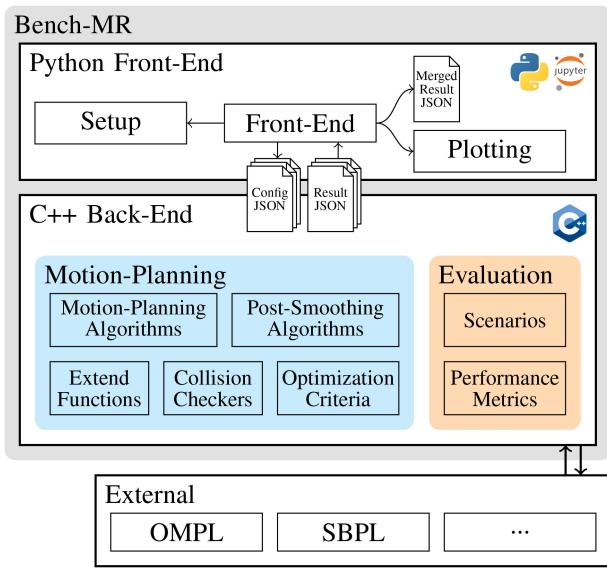 Bench-MR
Python Front-End
Merged
Result
JSON
jupyter
Setup
Front-End
Plotting
Config
JSON
Result
JSON
C++ Back-End
C++
Motion-Planning
Motion-Planning
Algorithms
Post-Smoothing
Algorithms
Extend
Functions
Collision
Checkers
Optimization
Criteria
Evaluation
Scenarios
Performance
Metrics
External
OMPL
SBPL
...